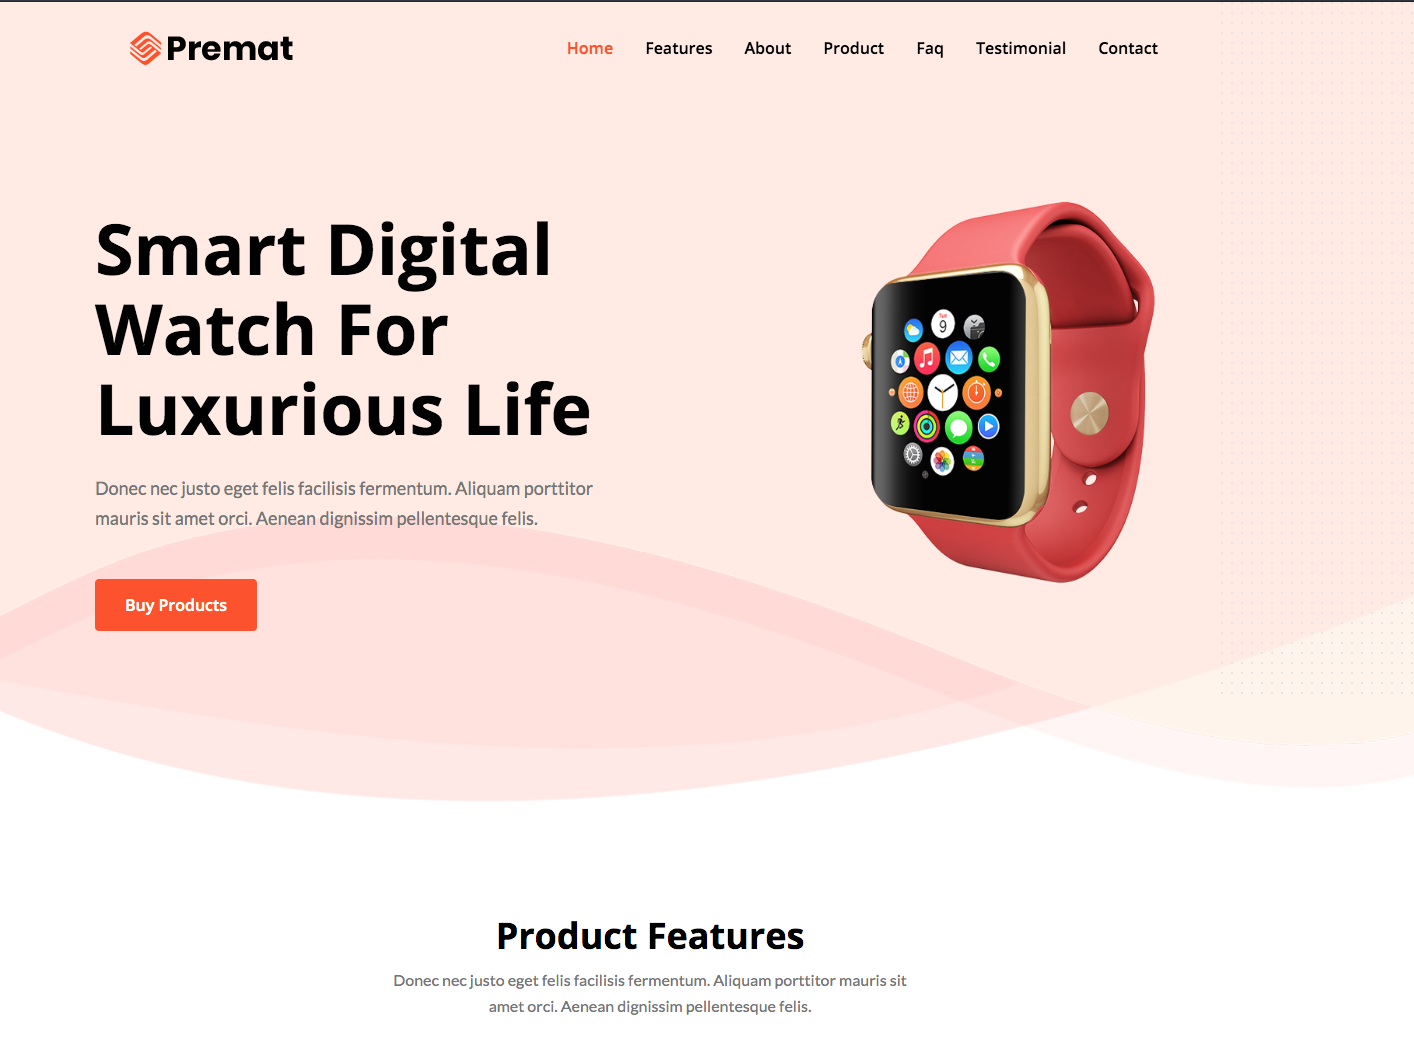 Premat
Home Features About Product Faq Testimonial Contact
Smart Digital
Watch For
Luxurious Life
Donec nec justo eget felis facilisis fermentum. Aliquam porttitor
mauris sit amet orci. Aenean dignissim pellentesque felis.
Buy Products
Tue
9
Product Features
Donec nec justo eget felis facilisis fermentum. Aliquam porttitor mauris sit
amet orci. Aenean dignissim pellentesque felis.